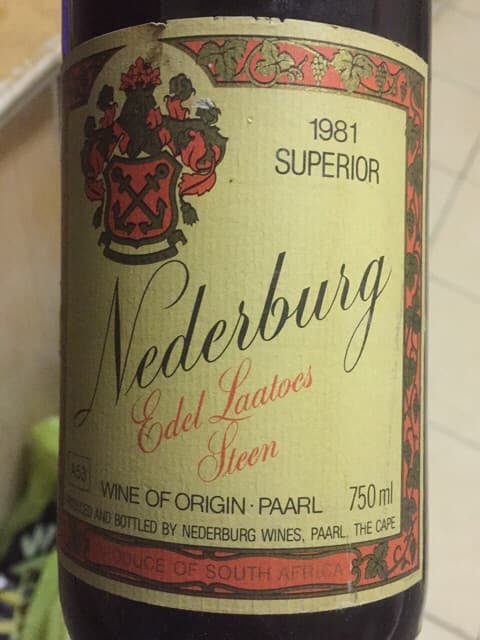 1981
SUPERIOR
Nederburg
Edel Laatoes
Steen
A53
WINE OF ORIGIN · PAARL 750 ml
AND BOTTLED BY NEDERBURG WINES, PAARL, THE CAPE
PRODUCE OF SOUTH AFRICA